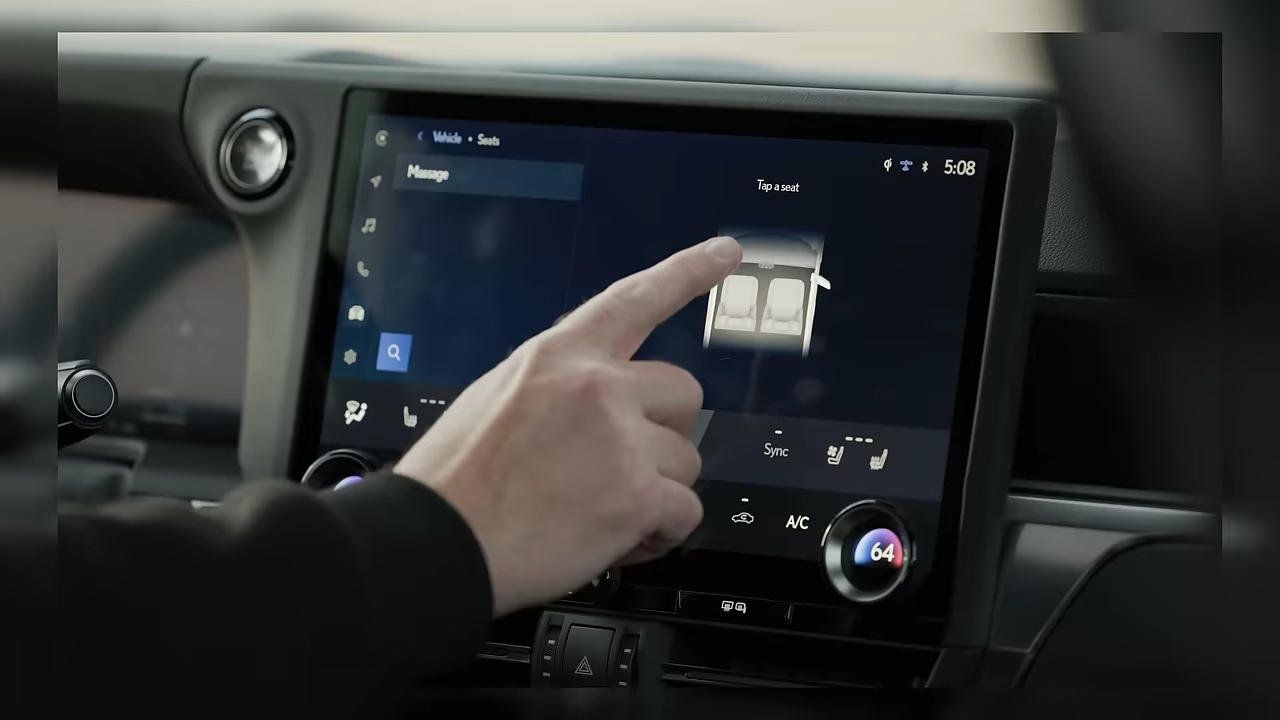 Vehicle • Seats
5:08
Massage
Tap a seat
Sync
A/C
64